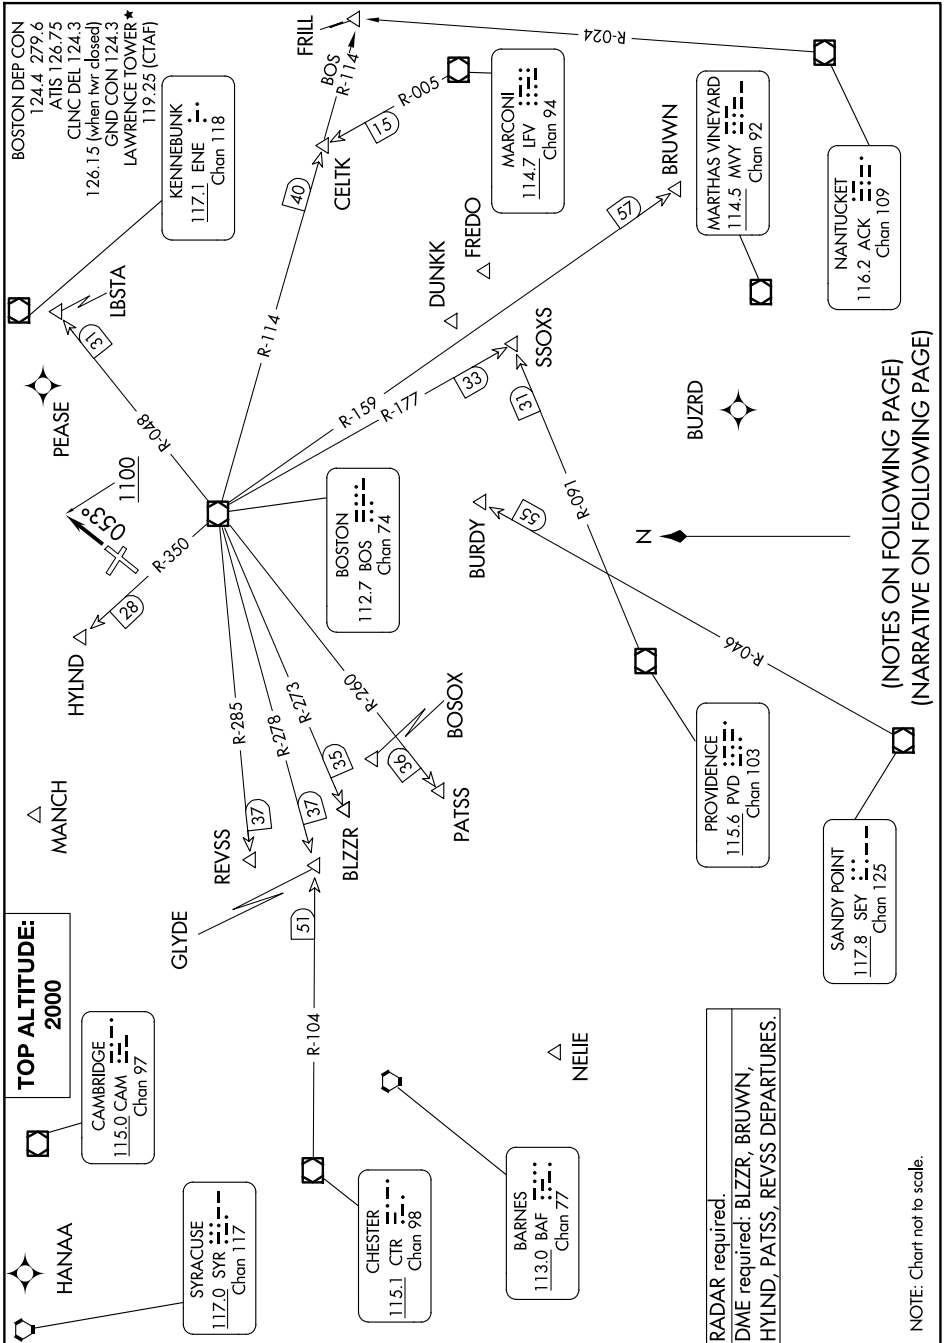 BOSTON DEP CON
124.4 279.6
ATIS 126.75
CLNC DEL 124.3
126.15 (when twr closed)
GND CON 124.3
LAWRENCE TOWER★
119.25 (CTAF)
TOP ALTITUDE:
2000
HANAA
SYRACUSE
117.0 SYR
Chan 117
CAMBRIDGE
115.0 CAM
Chan 97
MANCH
HYLND
28
R-350
053°
1100
PEASE
R-048
31
LBSTA
KENNEBUNK
117.1 ENE
Chan 118
FRILL
BOS
R-114
CELTK
40
R-114
15
R-005
MARCONI
114.7 LFV
Chan 94
R-024
NANTUCKET
116.2 ACK
Chan 109
MARTHAS VINEYARD
114.5 MVY
Chan 92
BRUWN
57
R-159
R-177
33
SSOXS
DUNKK
FREDO
BOSTON
112.7 BOS
Chan 74
R-285
37
REVSS
R-278
37
GLYDE
R-273
35
BLZZR
R-260
36
PATSS
BOSOX
51
R-104
CHESTER
115.1 CTR
Chan 98
BARNES
113.0 BAF
Chan 77
NELIE
BURDY
55
R-046
31
R-091
PROVIDENCE
115.6 PVD
Chan 103
SANDY POINT
117.8 SEY
Chan 125
BUZRD
N
RADAR required.
DME required: BLZZR, BRUWN,
HYLND, PATSS, REVSS DEPARTURES.
(NOTES ON FOLLOWING PAGE)
(NARRATIVE ON FOLLOWING PAGE)
NOTE: Chart not to scale.